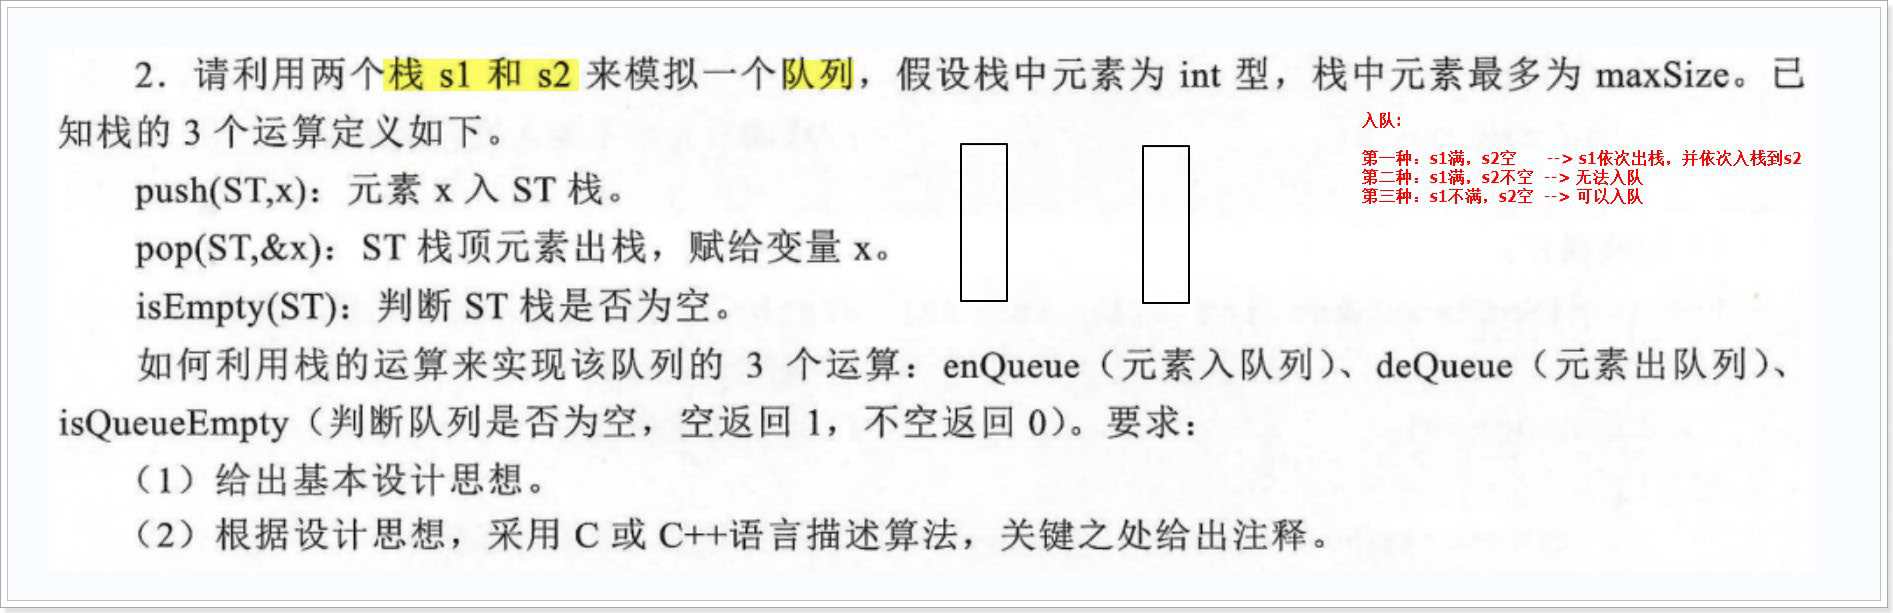 2．请利用两个栈 s1 和 s2 来模拟一个队列，假设栈中元素为 int 型，栈中元素最多为 maxSize。已
知栈的 3 个运算定义如下。
push(ST,x)：元素 x 入 ST 栈。
pop(ST,&x)：ST 栈顶元素出栈，赋给变量 x。
isEmpty(ST)：判断 ST 栈是否为空。
如何利用栈的运算来实现该队列的 3 个运算：enQueue（元素入队列）、deQueue（元素出队列）、
isQueueEmpty（判断队列是否为空，空返回 1，不空返回 0）。要求：
（1）给出基本设计思想。
（2）根据设计思想，采用 C 或 C++语言描述算法，关键之处给出注释。
入队:
第一种：s1满，s2空 --> s1依次出栈，并依次入栈到s2
第二种：s1满，s2不空 --> 无法入队
第三种：s1不满，s2空 --> 可以入队